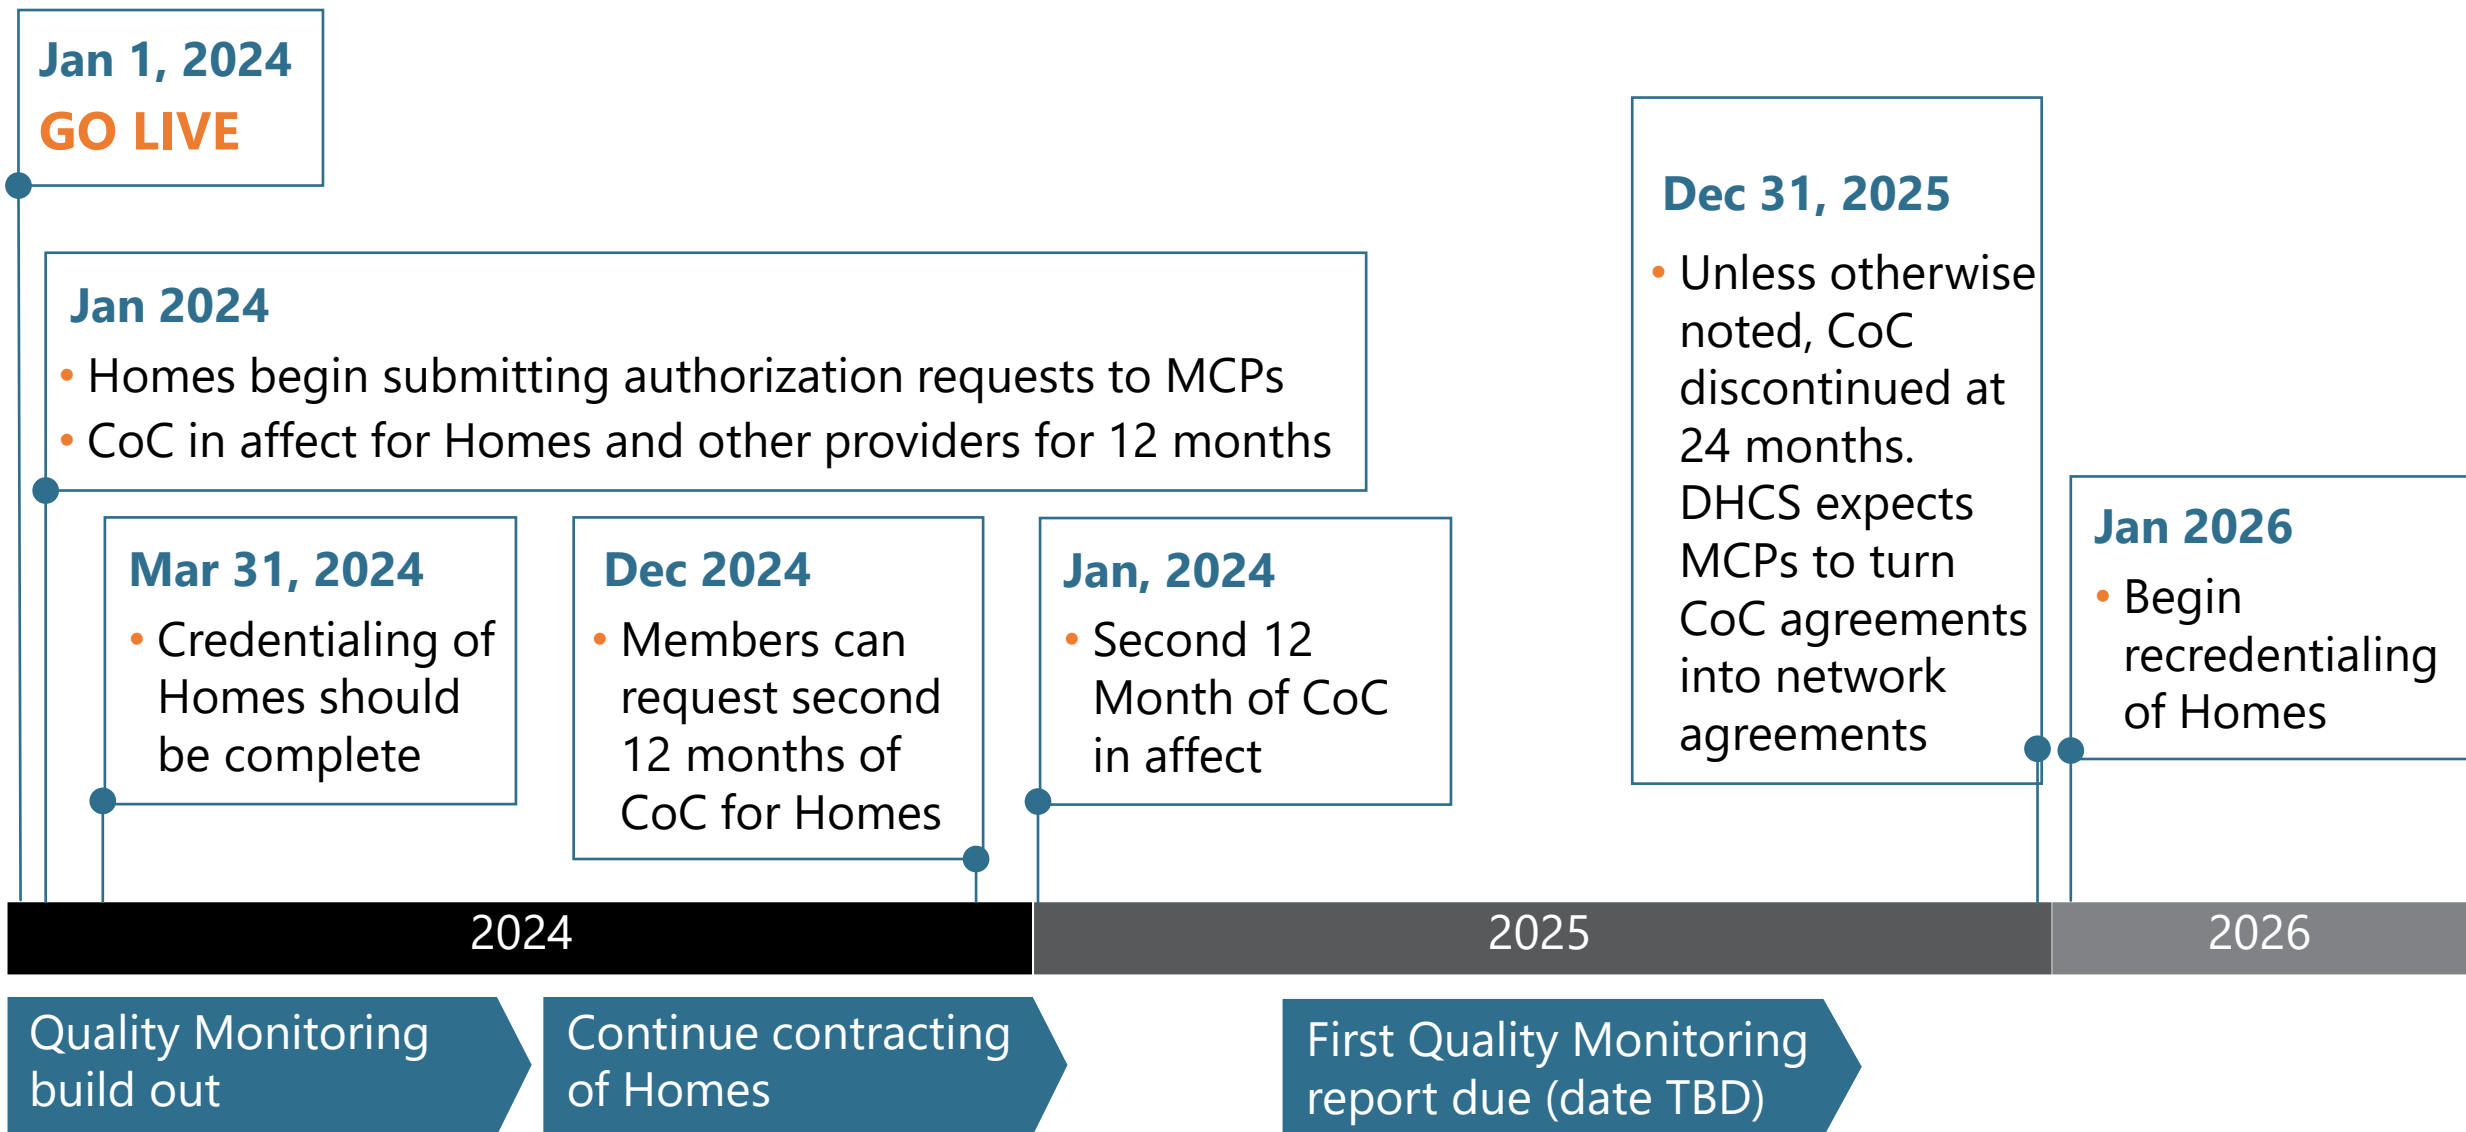 Jan 1, 2024
GO LIVE
Jan 2024
• Homes begin submitting authorization requests to MCPs
• CoC in affect for Homes and other providers for 12 months
Mar 31, 2024
• Credentialing of
Homes should
be complete
Dec 2024
• Members can
request second
12 months of
CoC for Homes
Jan, 2024
• Second 12
Month of CoC
in affect
Dec 31, 2025
• Unless otherwise
noted, CoC
discontinued at
24 months.
DHCS expects
MCPs to turn
CoC agreements
into network
agreements
Jan 2026
• Begin
recredentialing
of Homes
2024
2025
2026
Quality Monitoring
build out
Continue contracting
of Homes
First Quality Monitoring
report due (date TBD)